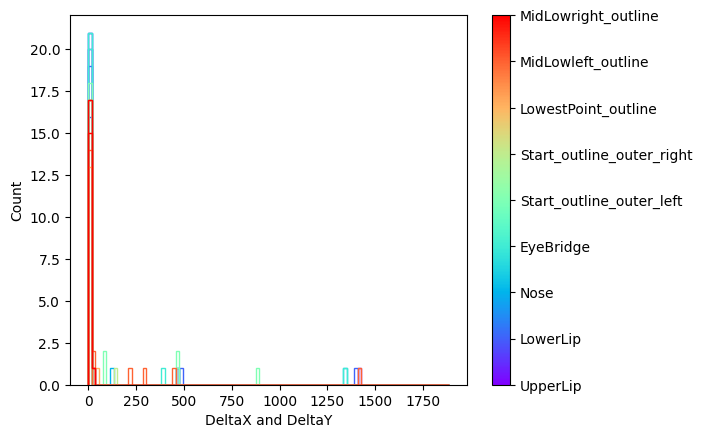 20.0
17.5
15.0
12.5
10.0
7.5
5.0
2.5
0.0
Count
0 250 500 750 1000 1250 1500 1750
DeltaX and DeltaY
MidLowright_outline
MidLowleft_outline
LowestPoint_outline
Start_outline_outer_right
Start_outline_outer_left
EyeBridge
Nose
LowerLip
UpperLip